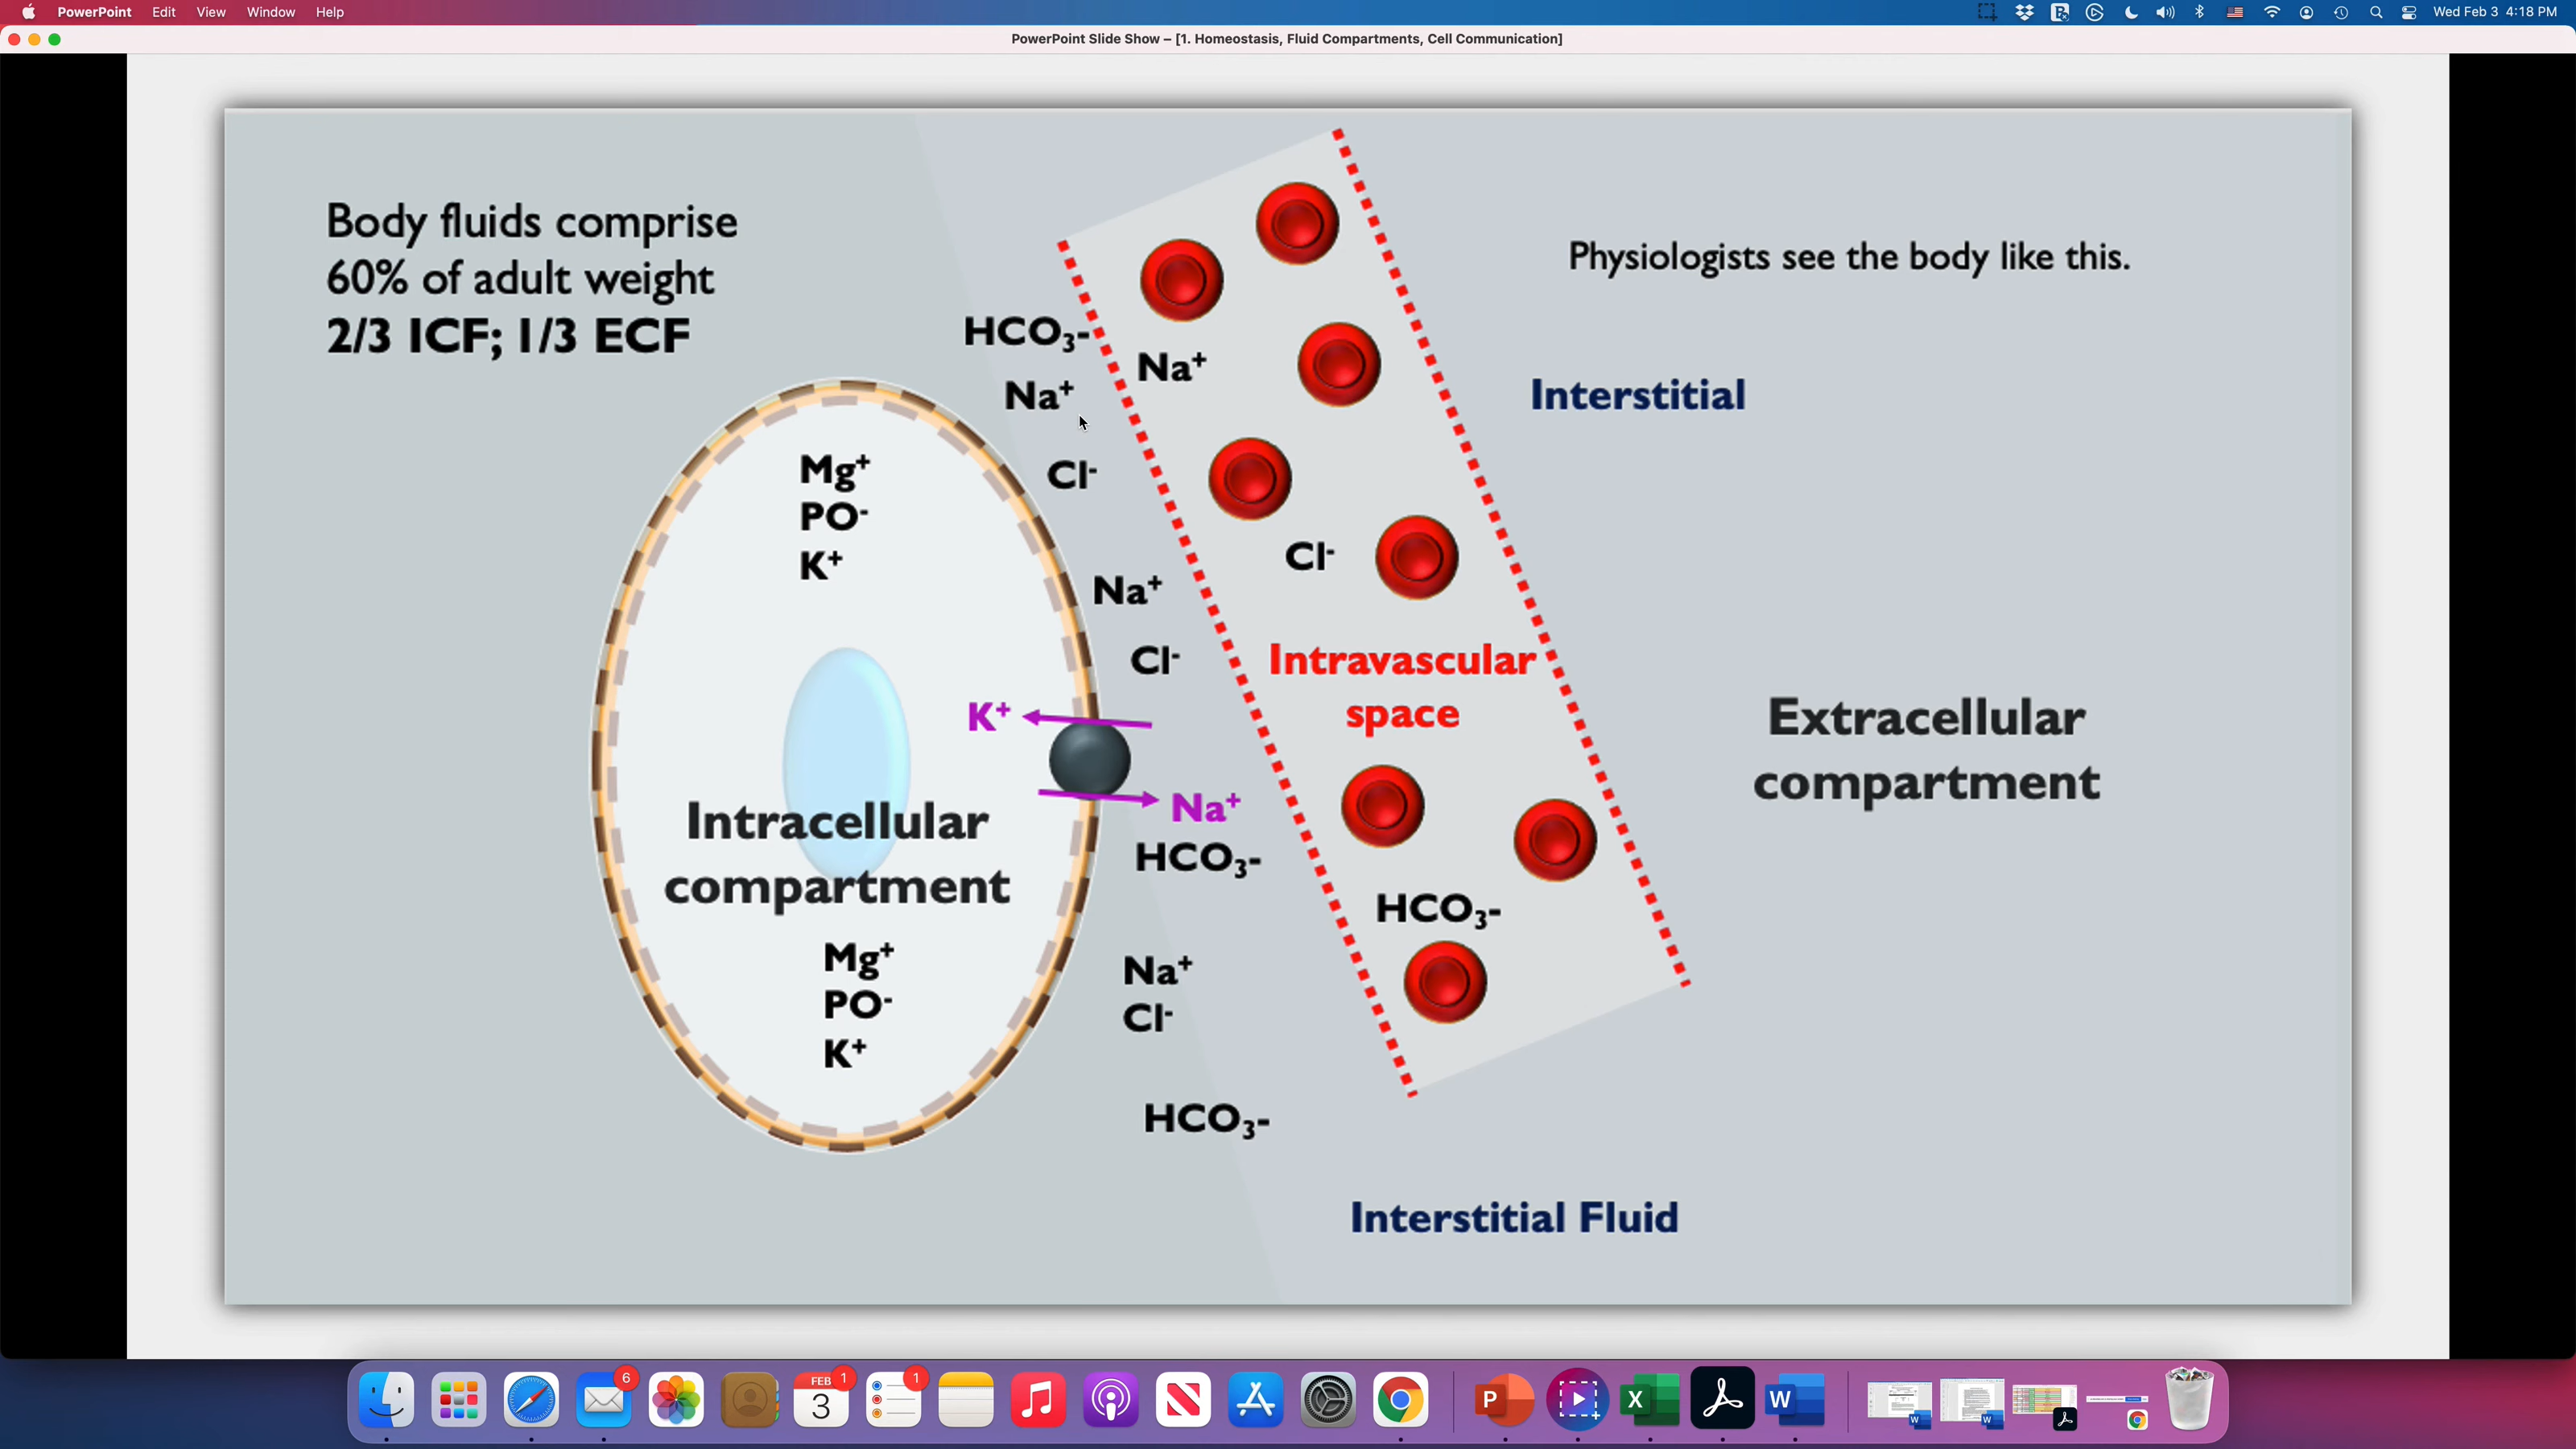 PowerPoint Edit View Window Help
Wed Feb 3 4:18 PM
PowerPoint Slide Show – [1. Homeostasis, Fluid Compartments, Cell Communication]
Body fluids comprise
60% of adult weight
2/3 ICF; 1/3 ECF
Physiologists see the body like this.
HCO₃-
Na⁺
Cl⁻
Na⁺
Cl⁻
Na⁺
HCO₃-
Na⁺
Cl⁻
HCO₃-
Mg⁺
PO⁻
K⁺
K⁺
Intracellular
compartment
Mg⁺
PO⁻
K⁺
Na⁺
Cl⁻
Intravascular
space
HCO₃-
Interstitial
Extracellular
compartment
Interstitial Fluid
6
FEB
3
1
1
P
X
W
W
W